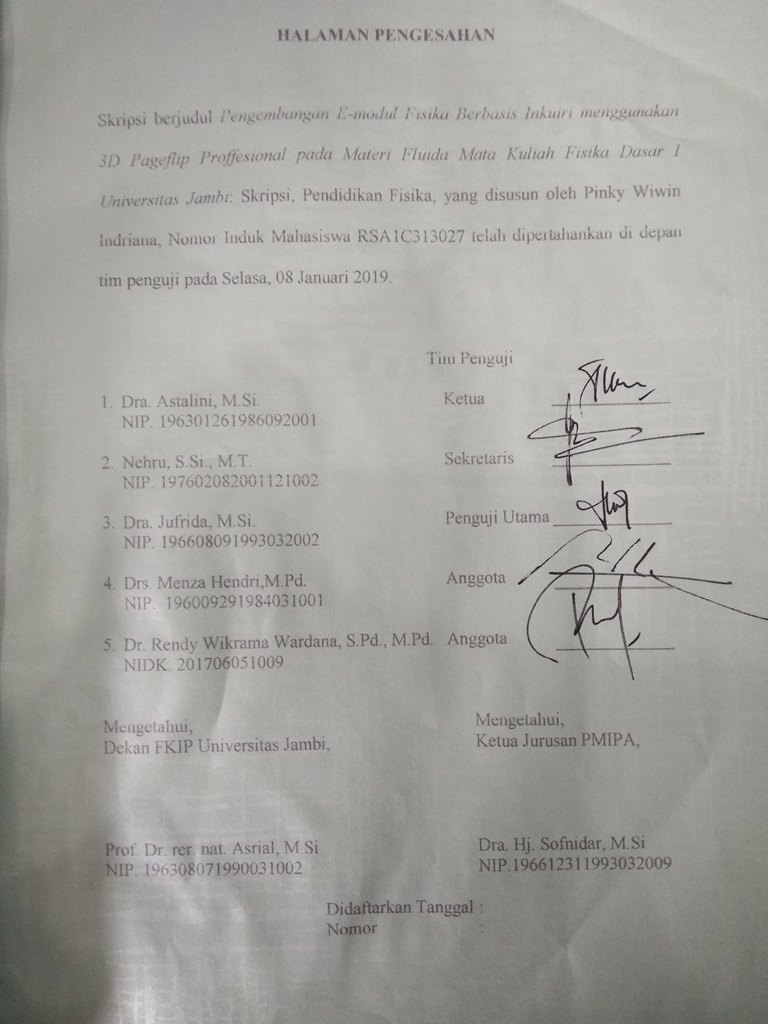 HALAMAN PENGESAHAN
Skripsi berjudul Pengembangan E-modul Fisika Berbasis Inkuiri menggunakan
3D Pageflip Proffesional pada Materi Fluida Mata Kuliah Fisika Dasar I
Universitas Jambi: Skripsi, Pendidikan Fisika, yang disusun oleh Pinky Wiwin
Indriana, Nomor Induk Mahasiswa RSA1C313027 telah dipertahankan di depan
tim penguji pada Selasa, 08 Januari 2019.
Tim Penguji
1. Dra. Astalini, M.Si. Ketua
NIP. 196301261986092001
2. Nehru, S.Si., M.T. Sekretaris
NIP. 197602082001121002
3. Dra. Jufrida, M.Si. Penguji Utama
NIP. 196608091993032002
4. Drs. Menza Hendri,M.Pd. Anggota
NIP. 196009291984031001
5. Dr. Rendy Wikrama Wardana, S.Pd., M.Pd. Anggota
NIDK. 201706051009
Mengetahui,
Dekan FKIP Universitas Jambi,
Mengetahui,
Ketua Jurusan PMIPA,
Prof. Dr. rer. nat. Asrial, M.Si
NIP. 196308071990031002
Dra. Hj. Sofnidar, M.Si
NIP.196612311993032009
Didaftarkan Tanggal :
Nomor :